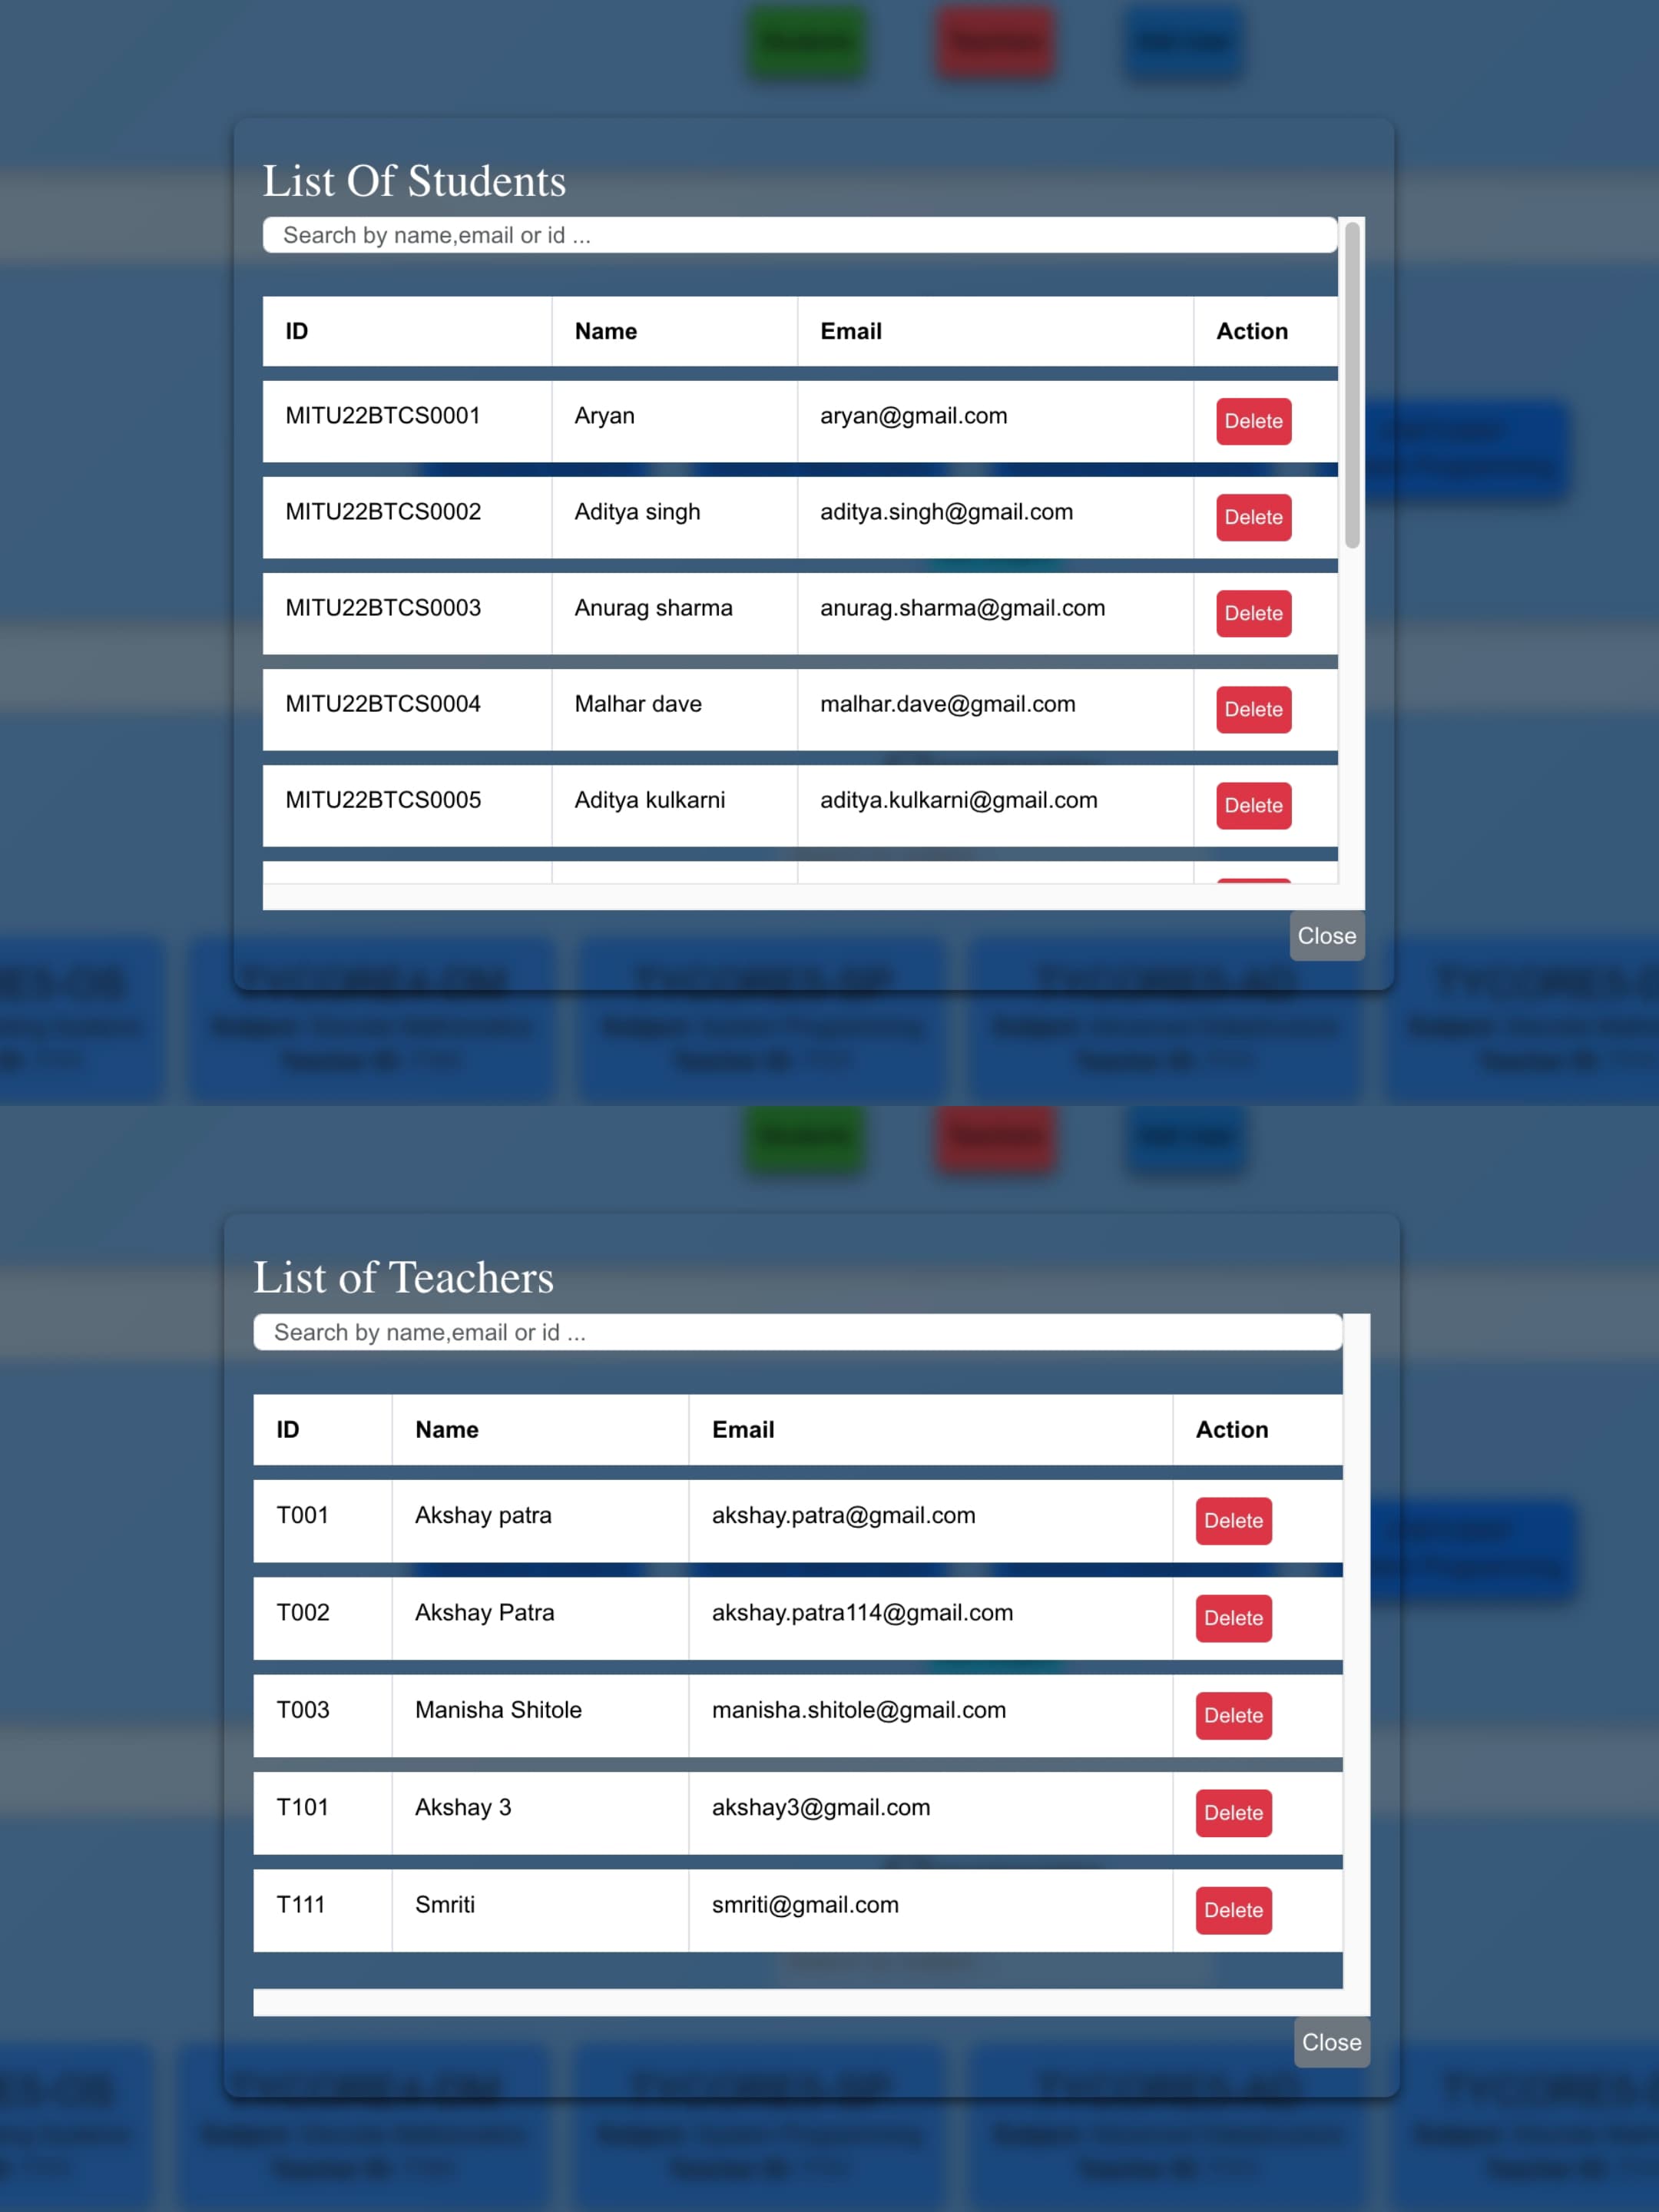 List Of Students
Search by name,email or id ...
ID Name Email Action
MITU22BTCS0001 Aryan aryan@gmail.com Delete
MITU22BTCS0002 Aditya singh aditya.singh@gmail.com Delete
MITU22BTCS0003 Anurag sharma anurag.sharma@gmail.com Delete
MITU22BTCS0004 Malhar dave malhar.dave@gmail.com Delete
MITU22BTCS0005 Aditya kulkarni aditya.kulkarni@gmail.com Delete
Close
List of Teachers
Search by name,email or id ...
ID Name Email Action
T001 Akshay patra akshay.patra@gmail.com Delete
T002 Akshay Patra akshay.patra114@gmail.com Delete
T003 Manisha Shitole manisha.shitole@gmail.com Delete
T101 Akshay 3 akshay3@gmail.com Delete
T111 Smriti smriti@gmail.com Delete
Close